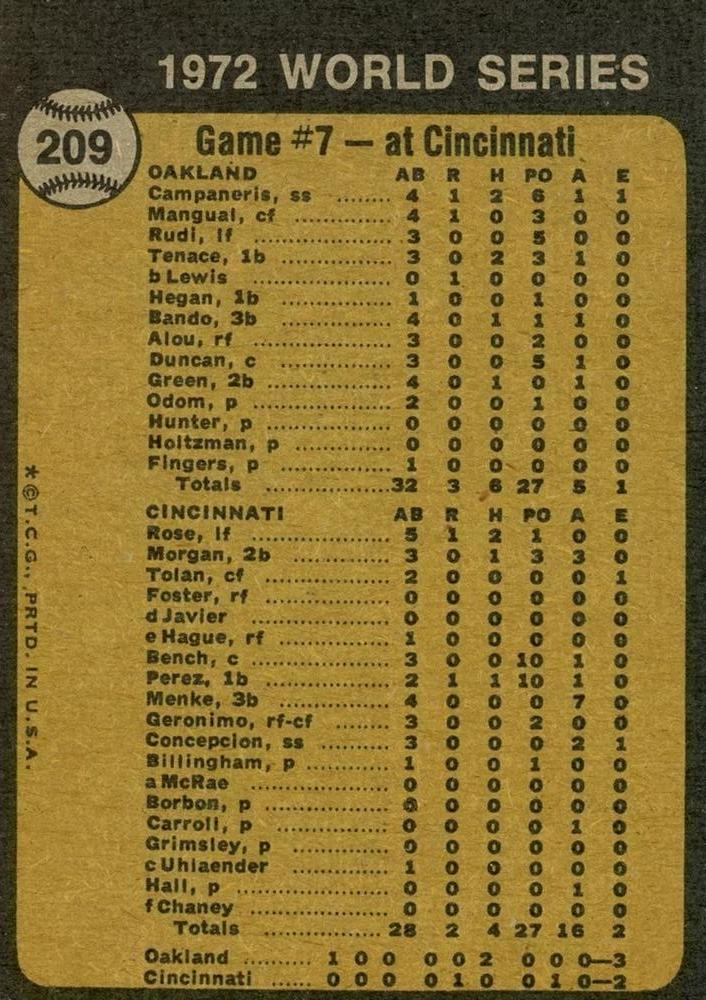 1972 WORLD SERIES
209
Game #7 — at Cincinnati
OAKLAND AB R H PO A E
Campaneris, ss ........ 4 1 2 6 1 1
Mangual, cf .............. 4 1 0 3 0 0
Rudi, lf .................... 3 0 0 5 0 0
Tenace, 1b ................ 3 0 2 3 1 0
b Lewis .................... 0 1 0 0 0 0
Hegan, 1b ................ 1 0 0 1 0 0
Bando, 3b ................ 4 0 1 1 1 0
Alou, rf .................... 3 0 0 2 0 0
Duncan, c ................ 3 0 0 5 1 0
Green, 2b ................ 4 0 1 0 1 0
Odom, p .................... 2 0 0 1 0 0
Hunter, p .................. 0 0 0 0 0 0
Holtzman, p .............. 0 0 0 0 0 0
Fingers, p ................ 1 0 0 0 0 0
Totals ......................32 3 6 27 5 1
CINCINNATI AB R H PO A E
Rose, lf .................... 5 1 2 1 0 0
Morgan, 2b .............. 3 0 1 3 3 0
Tolan, cf .................. 2 0 0 0 0 1
Foster, rf .................. 0 0 0 0 0 0
d Javier .................... 0 0 0 0 0 0
e Hague, rf .............. 1 0 0 0 0 0
Bench, c .................... 3 0 0 10 1 0
Perez, 1b .................. 2 1 1 10 1 0
Menke, 3b ................ 4 0 0 0 7 0
Geronimo, rf-cf ........ 3 0 0 2 0 0
Concepcion, ss .......... 3 0 0 0 2 1
Billingham, p ............ 1 0 0 1 0 0
a McRae .................... 0 0 0 0 0 0
Borbon, p .................. 0 0 0 0 0 0
Carroll, p ................ 0 0 0 0 1 0
Grimsley, p .............. 0 0 0 0 0 0
c Uhlaender .............. 1 0 0 0 0 0
Hall, p ...................... 0 0 0 0 1 0
f Chaney .................... 0 0 0 0 0 0
Totals ...................... 28 2 4 27 16 2
Oakland .......... 1 0 0 0 0 2 0 0 0—3
Cincinnati ...... 0 0 0 0 1 0 0 1 0—2
*©T.C.G., PRTD. IN U.S.A.